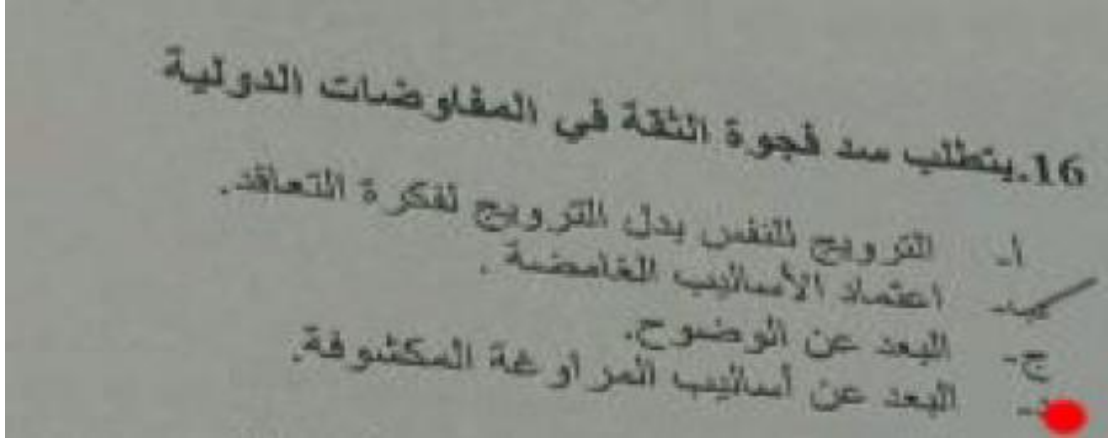 16.يتطلب سد فجوة الثقة في المفاوضات الدولية
أ- الترويج للنفس بدل الترويج لفكرة التعاقد.
ب- اعتماد الأساليب الغامضة .
ج- البعد عن الوضوح.
د- البعد عن أساليب المراوغة المكشوفة.